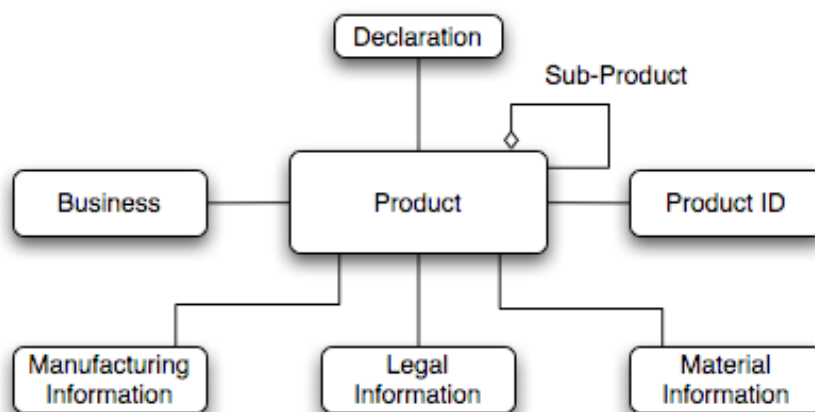 Declaration
Sub-Product
Business
Product
Product ID
Manufacturing
Information
Legal
Information
Material
Information